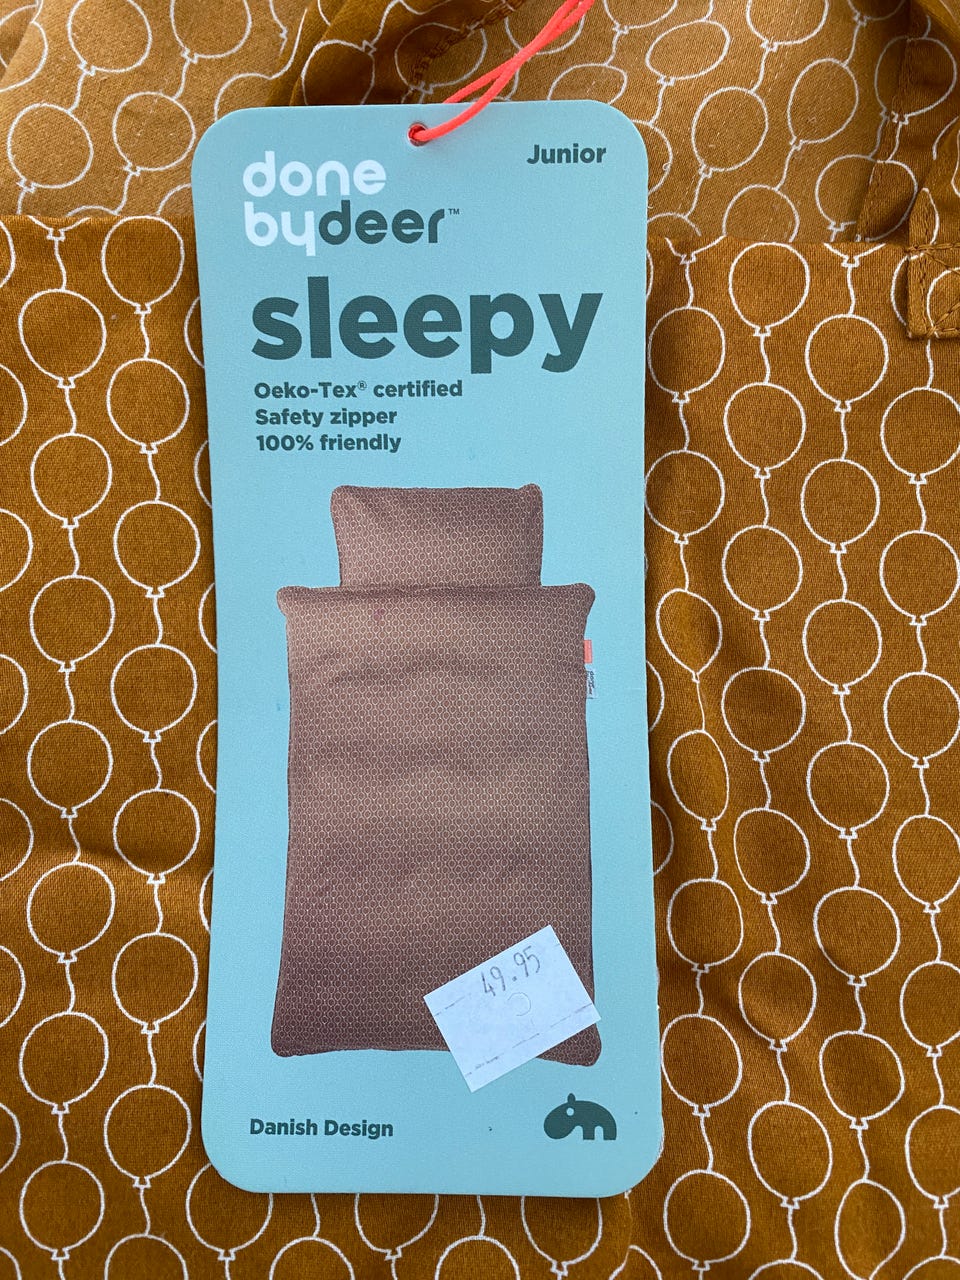 Junior
done
bydeer™
sleepy
Oeko-Tex® certified
Safety zipper
100% friendly
49.95
Danish Design